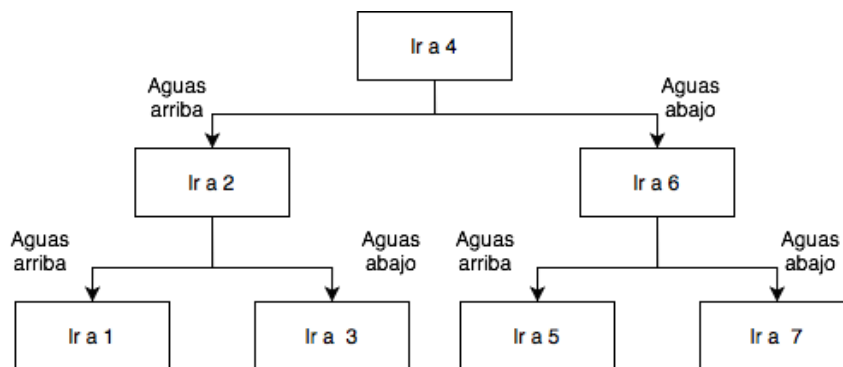 Ir a 4
Aguas
arriba
Aguas
abajo
Ir a 2
Ir a 6
Aguas
arriba
Aguas
abajo
Aguas
arriba
Aguas
abajo
Ir a 1
Ir a 3
Ir a 5
Ir a 7